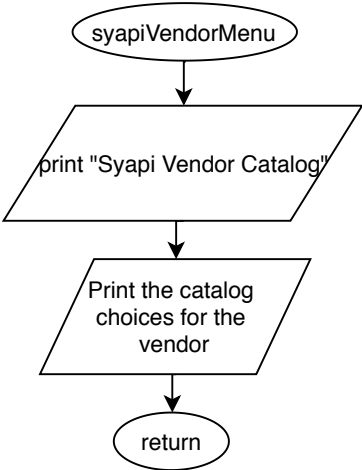 syapiVendorMenu
print "Syapi Vendor Catalog"
Print the catalog
choices for the
vendor
return